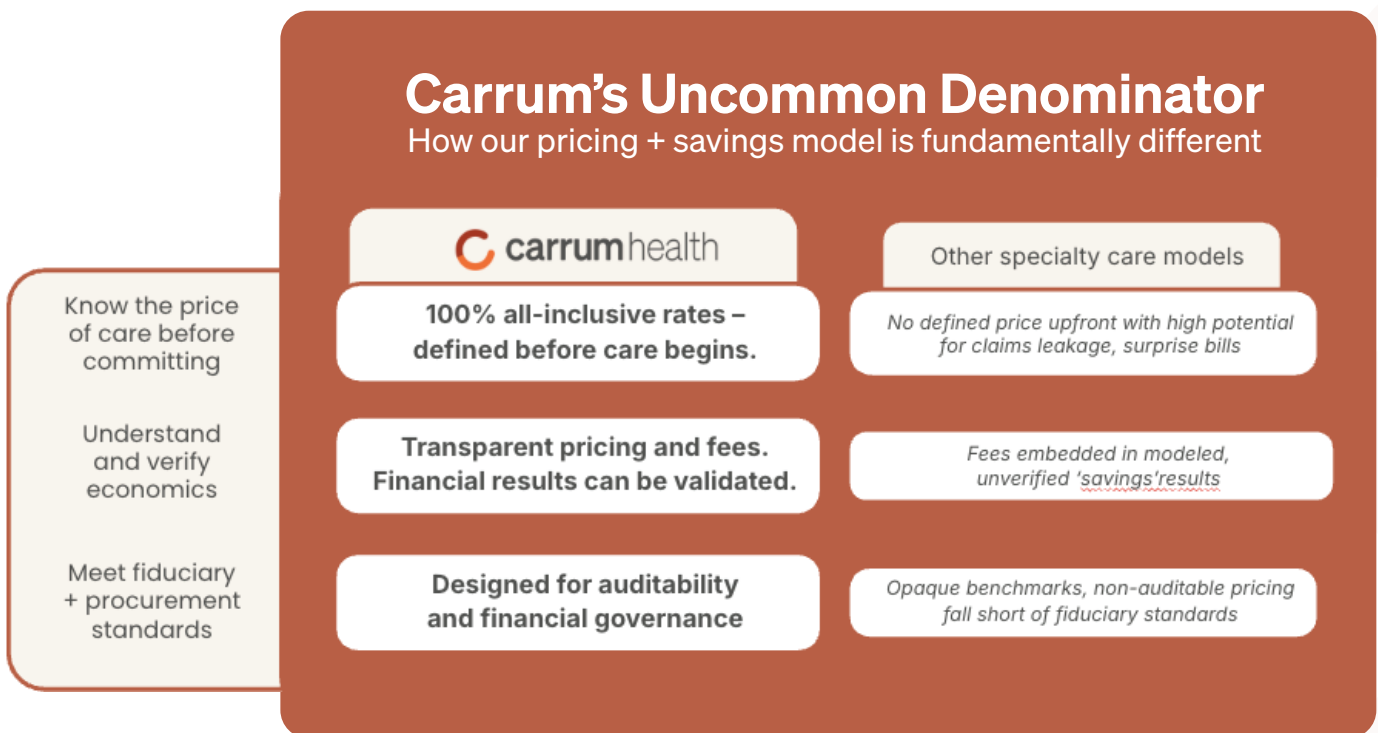 Carrum’s Uncommon Denominator
How our pricing + savings model is fundamentally different
carrumhealth
Other specialty care models
Know the price
of care before
committing
100% all-inclusive rates –
defined before care begins.
No defined price upfront with high potential
for claims leakage, surprise bills
Understand
and verify
economics
Transparent pricing and fees.
Financial results can be validated.
Fees embedded in modeled,
unverified ‘savings’results
Meet fiduciary
+ procurement
standards
Designed for auditability
and financial governance
Opaque benchmarks, non-auditable pricing
fall short of fiduciary standards